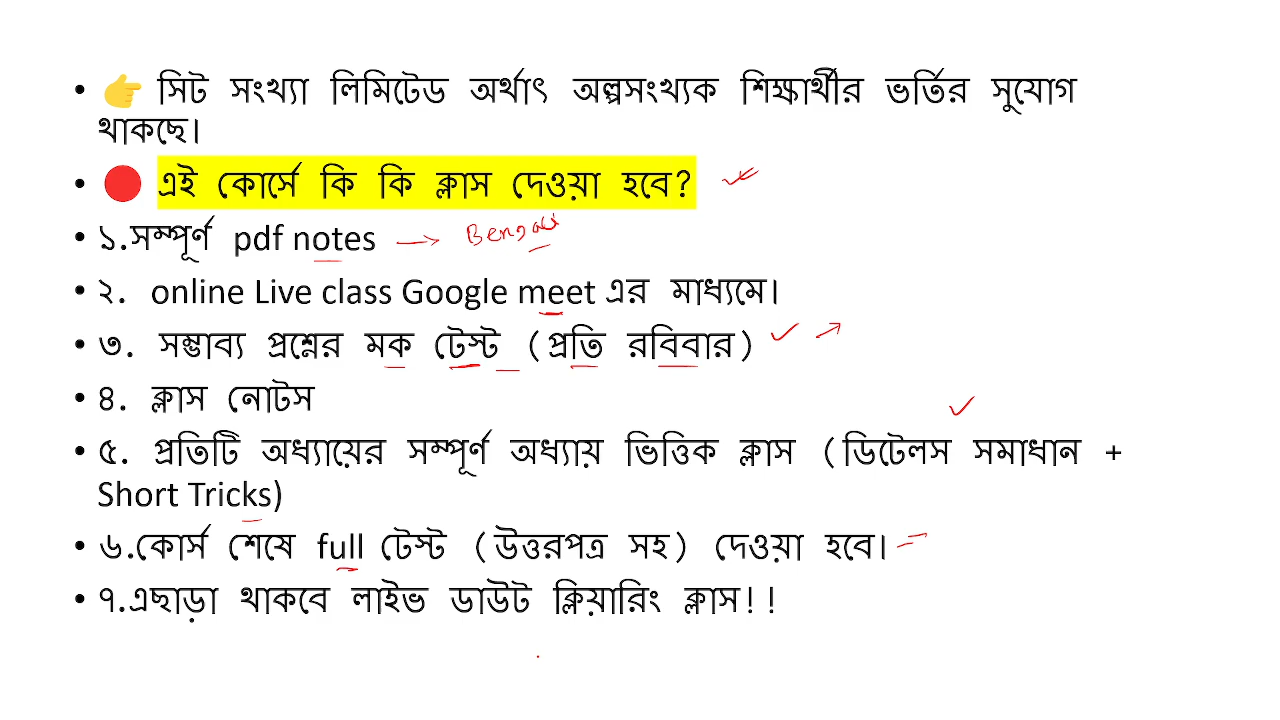 • 👉 সিট সংখ্যা লিমিটেড অর্থাৎ অল্পসংখ্যক শিক্ষার্থীর ভর্তির সুযোগ
থাকছে।
• 🔴 এই কোর্সে কি কি ক্লাস দেওয়া হবে?
• ১.সম্পূর্ণ pdf notes → Bengali
• ২. online Live class Google meet এর মাধ্যমে।
• ৩. সম্ভাব্য প্রশ্নের মক টেস্ট (প্রতি রবিবার)
• ৪. ক্লাস নোটস
• ৫. প্রতিটি অধ্যায়ের সম্পূর্ণ অধ্যায় ভিত্তিক ক্লাস (ডিটেলস সমাধান +
Short Tricks)
• ৬.কোর্স শেষে full টেস্ট (উত্তরপত্র সহ) দেওয়া হবে।
• ৭.এছাড়া থাকবে লাইভ ডাউট ক্লিয়ারিং ক্লাস!!